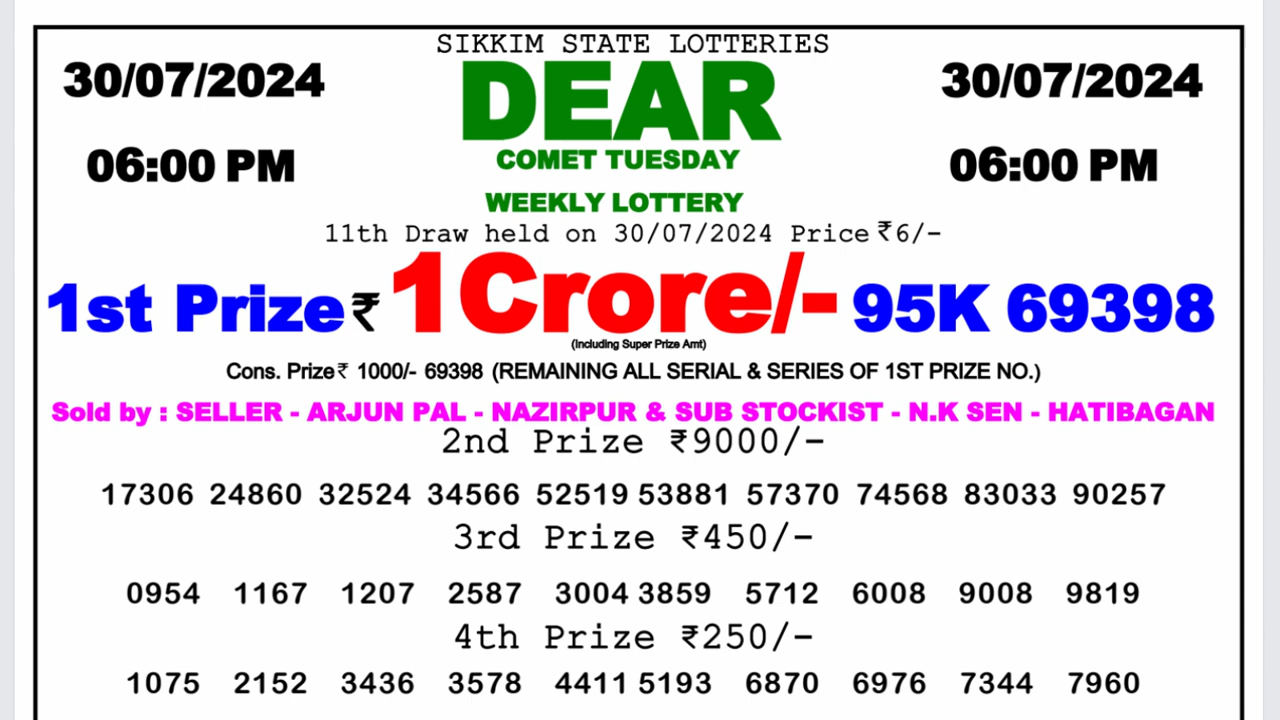 SIKKIM STATE LOTTERIES
30/07/2024 DEAR 30/07/2024
06:00 PM COMET TUESDAY 06:00 PM
WEEKLY LOTTERY
11th Draw held on 30/07/2024 Price ₹6/-
1st Prize ₹ 1Crore/- 95K 69398
(Including Super Prize Amt)
Cons. Prize ₹ 1000/- 69398 (REMAINING ALL SERIAL & SERIES OF 1ST PRIZE NO.)
Sold by : SELLER - ARJUN PAL - NAZIRPUR & SUB STOCKIST - N.K SEN - HATIBAGAN
2nd Prize ₹9000/-
17306 24860 32524 34566 52519 53881 57370 74568 83033 90257
3rd Prize ₹450/-
0954 1167 1207 2587 3004 3859 5712 6008 9008 9819
4th Prize ₹250/-
1075 2152 3436 3578 4411 5193 6870 6976 7344 7960